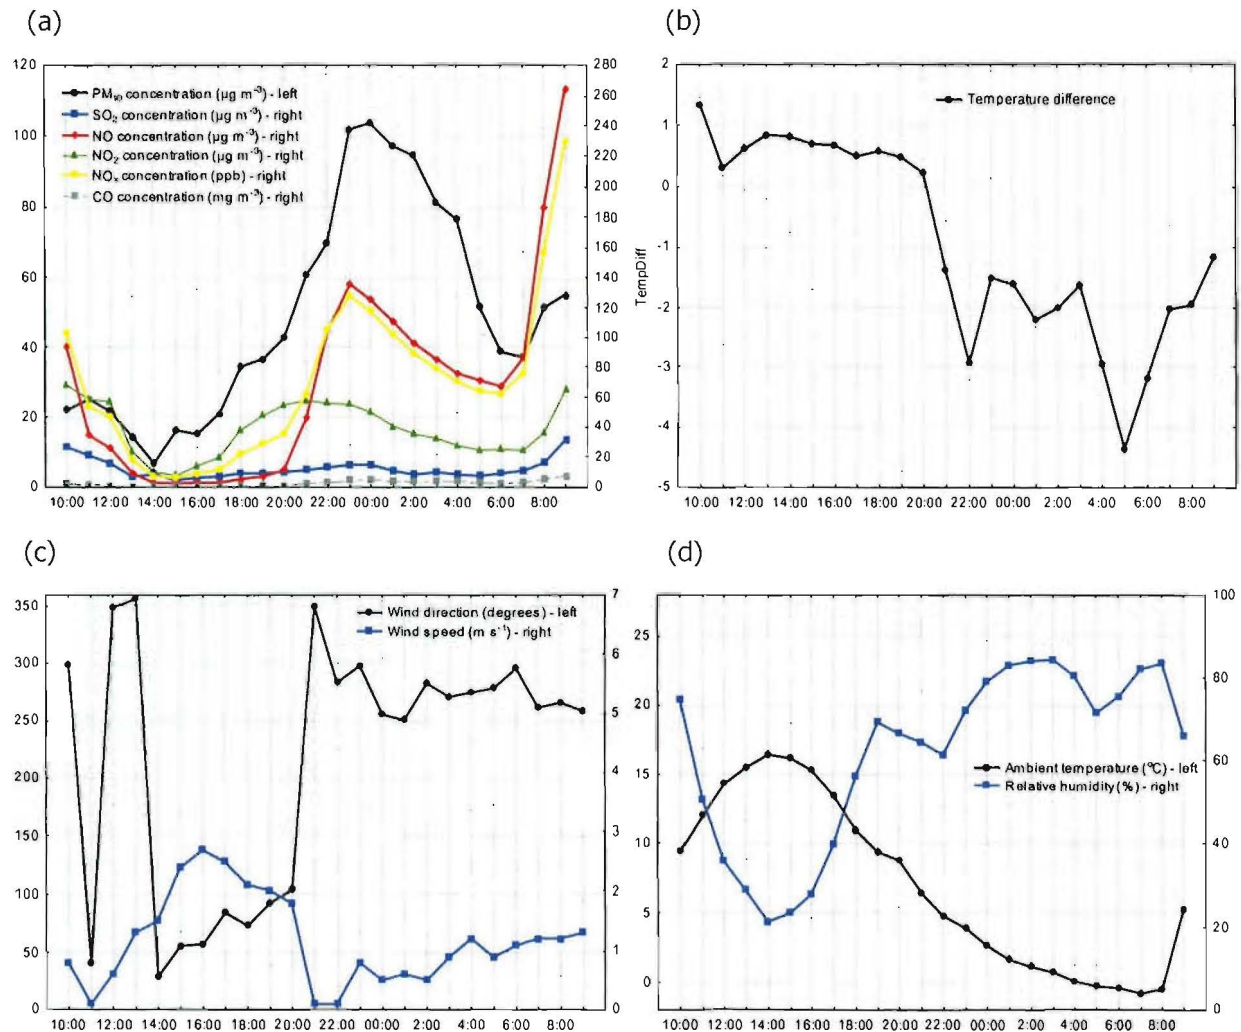 (a)
120
100
80
60
40
20
0
280
260
240
220
200
180
160
140
120
100
80
60
40
20
0
PM₁₀ concentration (µg m⁻³) - left
SO₂ concentration (µg m⁻³) - right
NO concentration (µg m⁻³) - right
NO₂ concentration (µg m⁻³) - right
NOₓ concentration (ppb) - right
CO concentration (mg m⁻³) - right
10:00 12:00 14:00 16:00 18:00 20:00 22:00 00:00 2:00 4:00 6:00 8:00
(b)
2
1
0
-1
-2
-3
-4
-5
TempDiff
Temperature difference
10:00 12:00 14:00 16:00 18:00 20:00 22:00 00:00 2:00 4:00 6:00 8:00
(c)
350
300
250
200
150
100
50
0
7
6
5
4
3
2
1
0
Wind direction (degrees) - left
Wind speed (m s⁻¹) - right
10:00 12:00 14:00 16:00 18:00 20:00 22:00 00:00 2:00 4:00 6:00 8:00
(d)
25
20
15
10
5
0
100
80
60
40
20
0
Ambient temperature (°C) - left
Relative humidity (%) - right
10:00 12:00 14:00 16:00 18:00 20:00 22:00 00:00 2:00 4:00 6:00 8:00